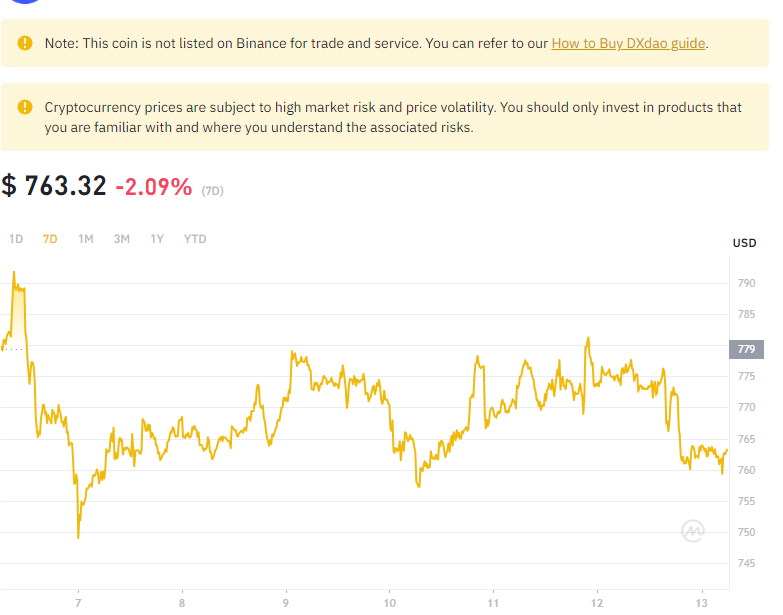 Note: This coin is not listed on Binance for trade and service. You can refer to our How to Buy DXdao guide.
Cryptocurrency prices are subject to high market risk and price volatility. You should only invest in products that
you are familiar with and where you understand the associated risks.
$ 763.32 -2.09% (7D)
1D 7D 1M 3M 1Y YTD
USD
790
785
779
775
770
765
760
755
750
745
7 8 9 10 11 12 13